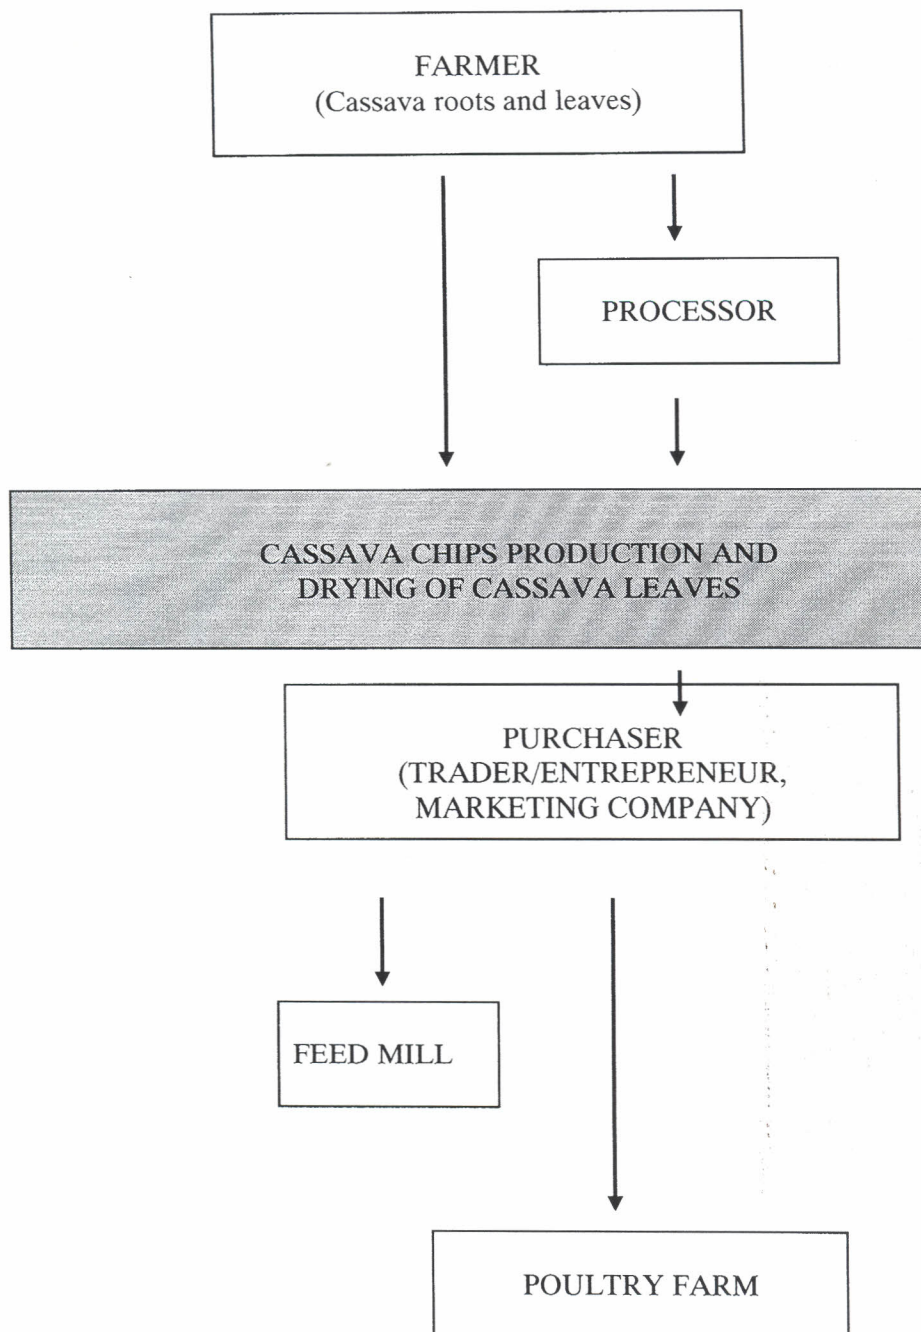 FARMER
(Cassava roots and leaves)
PROCESSOR
CASSAVA CHIPS PRODUCTION AND
DRYING OF CASSAVA LEAVES
PURCHASER
(TRADER/ENTREPRENEUR,
MARKETING COMPANY)
FEED MILL
POULTRY FARM